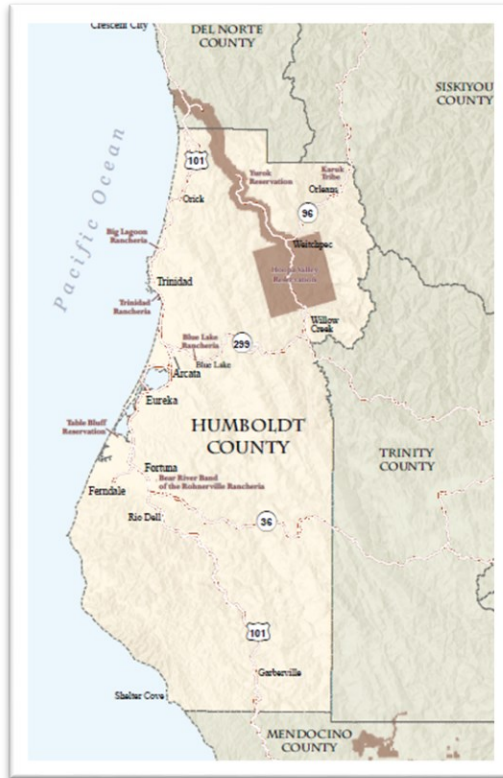 Crescent City
DEL NORTE
COUNTY
SISKIYOU
COUNTY
Pacific Ocean
101
Yurok
Reservation
Karuk
Tribe
Orleans
Orick
96
Big Lagoon
Rancheria
Weitchpec
Hoopa Valley
Reservation
Trinidad
Trinidad
Rancheria
Willow
Creek
Blue Lake
Rancheria
299
Blue Lake
Arcata
Eureka
Table Bluff
Reservation
HUMBOLDT
COUNTY
TRINITY
COUNTY
Fortuna
Bear River Band
of the Rohnerville Rancheria
Ferndale
Rio Dell
36
101
Garberville
Shelter Cove
MENDOCINO
COUNTY